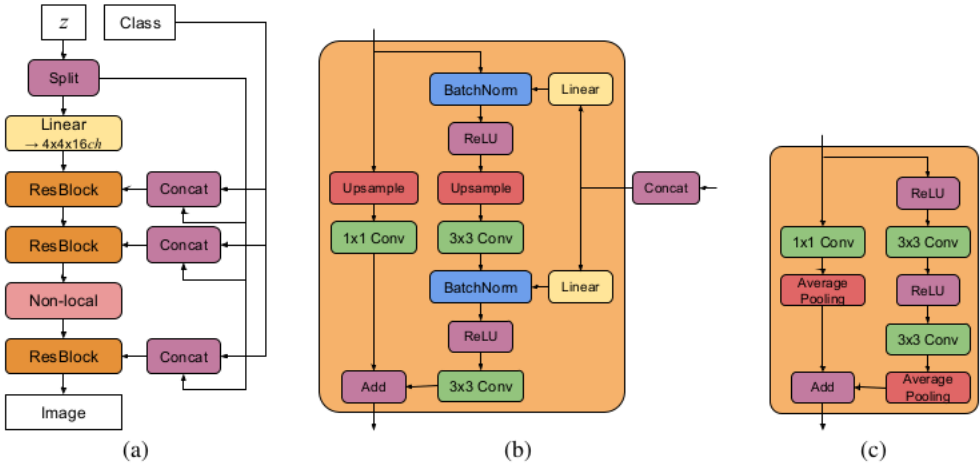 z
Class
Split
Linear
→ 4x4x16ch
ResBlock
Concat
ResBlock
Concat
Non-local
ResBlock
Concat
Image
(a)
BatchNorm
Linear
ReLU
Upsample
Upsample
Concat
1x1 Conv
3x3 Conv
BatchNorm
Linear
ReLU
Add
3x3 Conv
(b)
ReLU
1x1 Conv
3x3 Conv
Average
Pooling
ReLU
3x3 Conv
Add
Average
Pooling
(c)